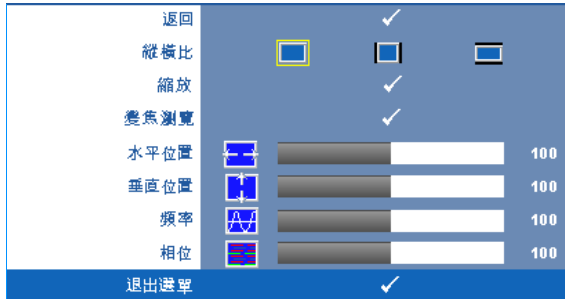 返回
縱橫比
縮放
變焦瀏覽
水平位置 100
垂直位置 100
頻率 100
相位 100
退出選單